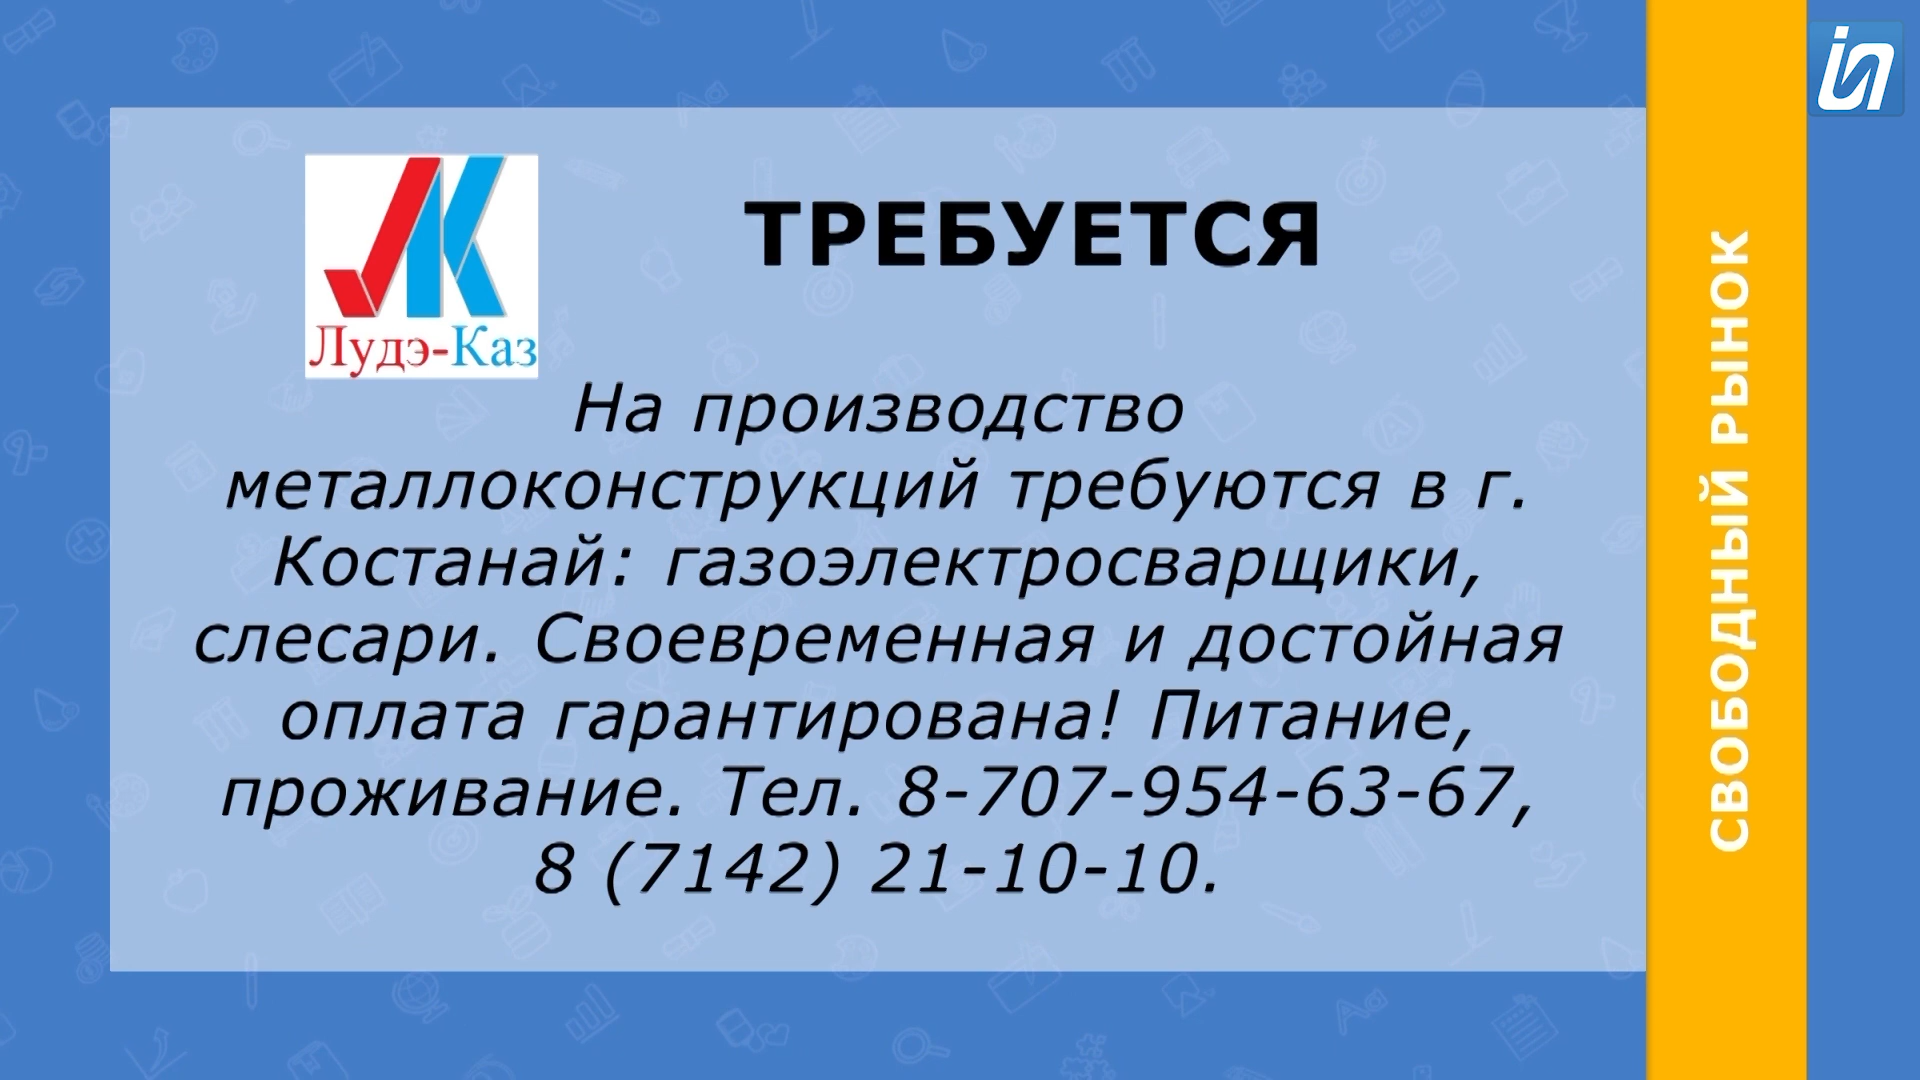 ТРЕБУЕТСЯ
Лудэ-Каз
На производство
металлоконструкций требуются в г.
Костанай: газоэлектросварщики,
слесари. Своевременная и достойная
оплата гарантирована! Питание,
проживание. Тел. 8-707-954-63-67,
8 (7142) 21-10-10.
СВОБОДНЫЙ РЫНОК